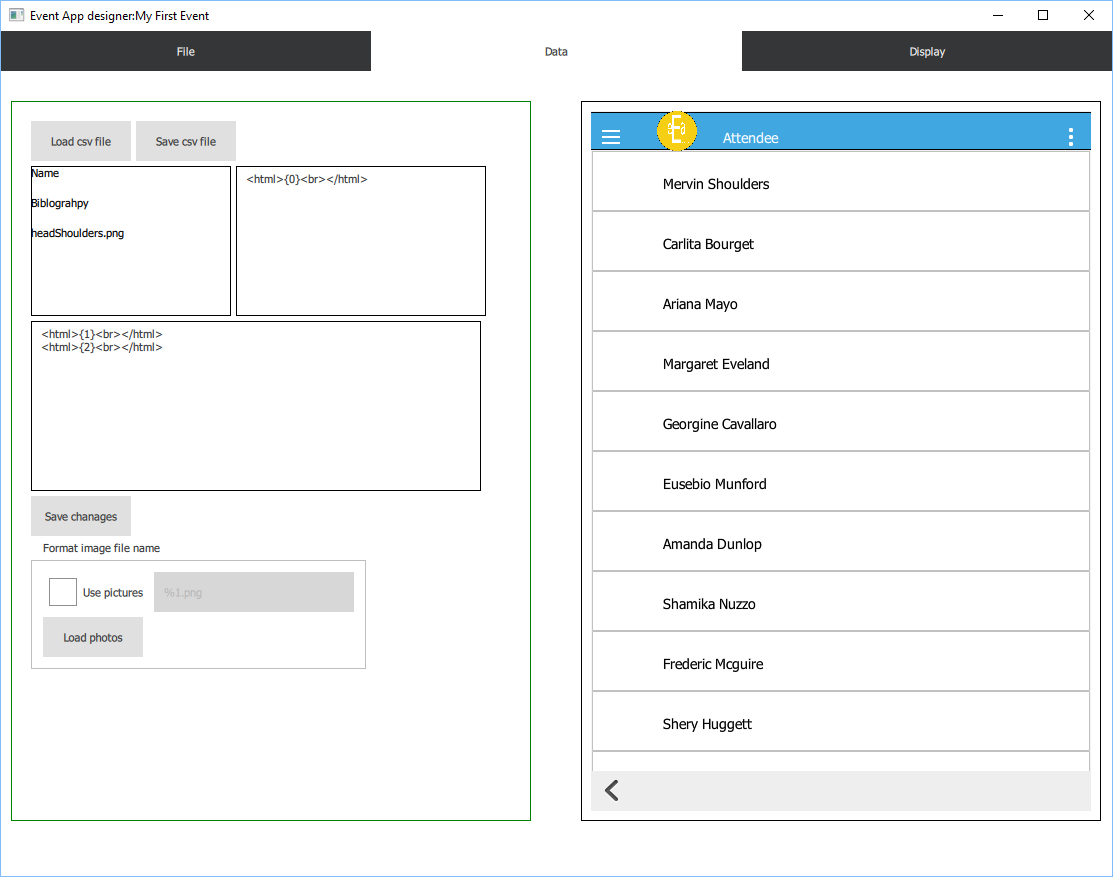 Event App designer:My First Event
File
Data
Display
Load csv file
Save csv file
Name
Biblograhpy
headShoulders.png
<html>{0}<br></html>
<html>{1}<br></html>
<html>{2}<br></html>
Save chanages
Format image file name
Use pictures
%1.png
Load photos
E
Attendee
Mervin Shoulders
Carlita Bourget
Ariana Mayo
Margaret Eveland
Georgine Cavallaro
Eusebio Munford
Amanda Dunlop
Shamika Nuzzo
Frederic Mcguire
Shery Huggett